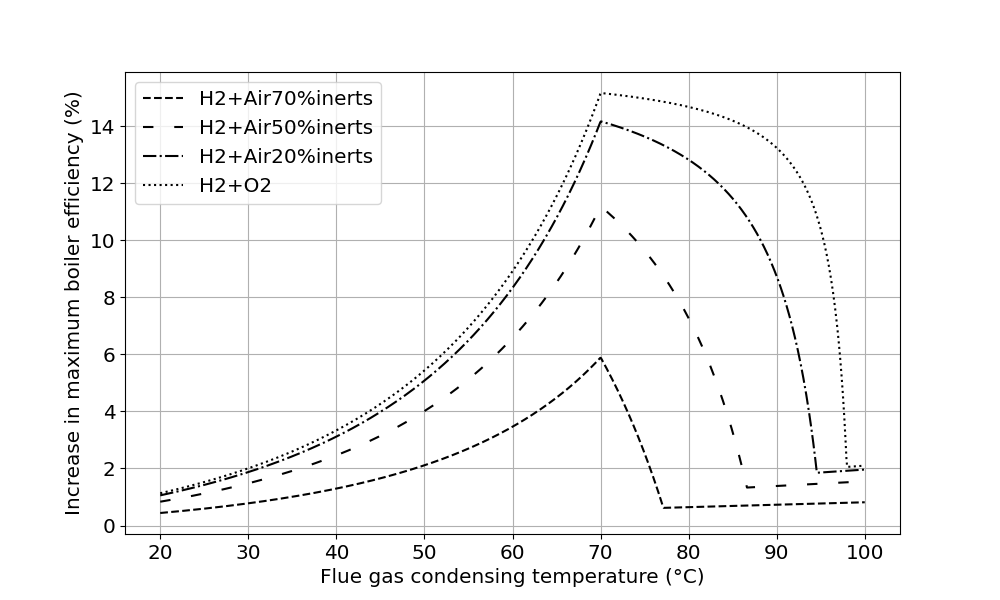 H2+Air70%inerts
H2+Air50%inerts
H2+Air20%inerts
H2+O2
Increase in maximum boiler efficiency (%)
14
12
10
8
6
4
2
0
20 30 40 50 60 70 80 90 100
Flue gas condensing temperature (°C)